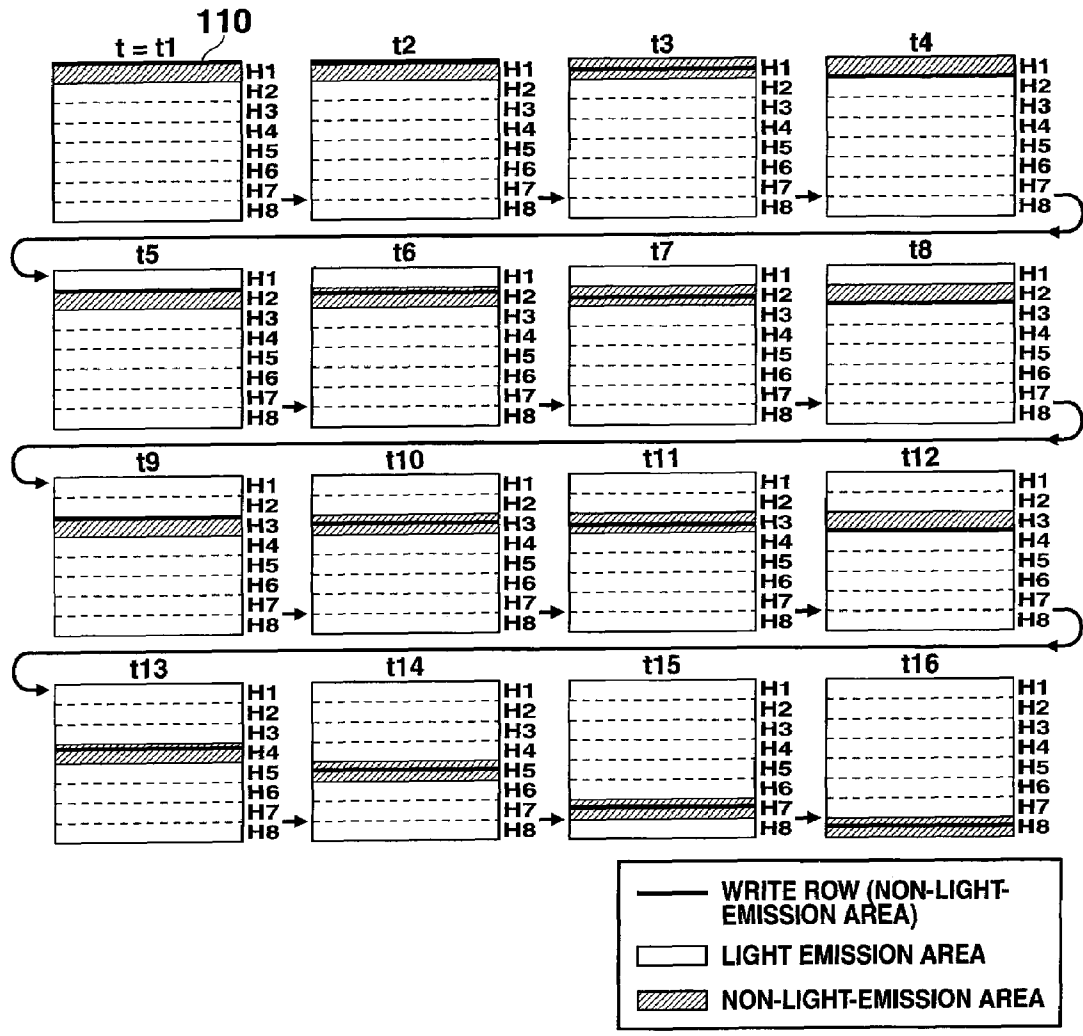 110
t = t1 t2 t3 t4
H1 H1 H1 H1
H2 H2 H2 H2
H3 H3 H3 H3
H4 H4 H4 H4
H5 H5 H5 H5
H6 H6 H6 H6
H7 H7 H7 H7
H8 H8 H8 H8
t5 t6 t7 t8
H1 H1 H1 H1
H2 H2 H2 H2
H3 H3 H3 H3
H4 H4 H4 H4
H5 H5 H5 H5
H6 H6 H6 H6
H7 H7 H7 H7
H8 H8 H8 H8
t9 t10 t11 t12
H1 H1 H1 H1
H2 H2 H2 H2
H3 H3 H3 H3
H4 H4 H4 H4
H5 H5 H5 H5
H6 H6 H6 H6
H7 H7 H7 H7
H8 H8 H8 H8
t13 t14 t15 t16
H1 H1 H1 H1
H2 H2 H2 H2
H3 H3 H3 H3
H4 H4 H4 H4
H5 H5 H5 H5
H6 H6 H6 H6
H7 H7 H7 H7
H8 H8 H8 H8
WRITE ROW (NON-LIGHT-
EMISSION AREA)
LIGHT EMISSION AREA
NON-LIGHT-EMISSION AREA